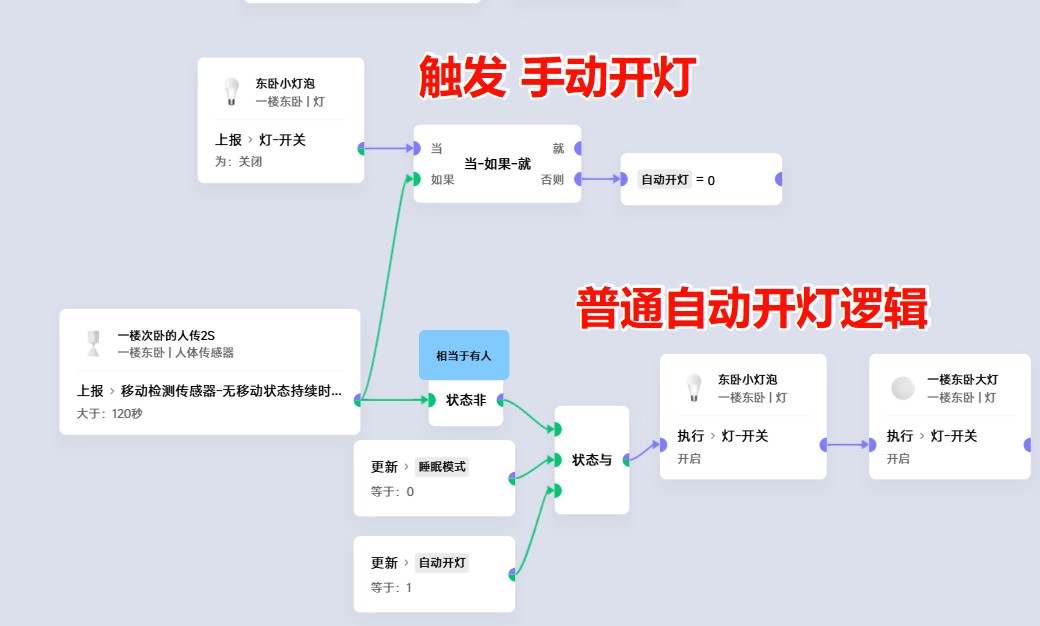 触发 手动开灯
东卧小灯泡
一楼东卧 | 灯
上报 › 灯-开关
为：关闭
当
就
当-如果-就
如果
否则
自动开灯 = 0
普通自动开灯逻辑
一楼次卧的人传2S
一楼东卧 | 人体传感器
上报 › 移动检测传感器-无移动状态持续时...
大于：120秒
相当于有人
状态非
东卧小灯泡
一楼东卧 | 灯
执行 › 灯-开关
开启
一楼东卧大灯
一楼东卧 | 灯
执行 › 灯-开关
开启
状态与
更新 › 睡眠模式
等于：0
更新 › 自动开灯
等于：1